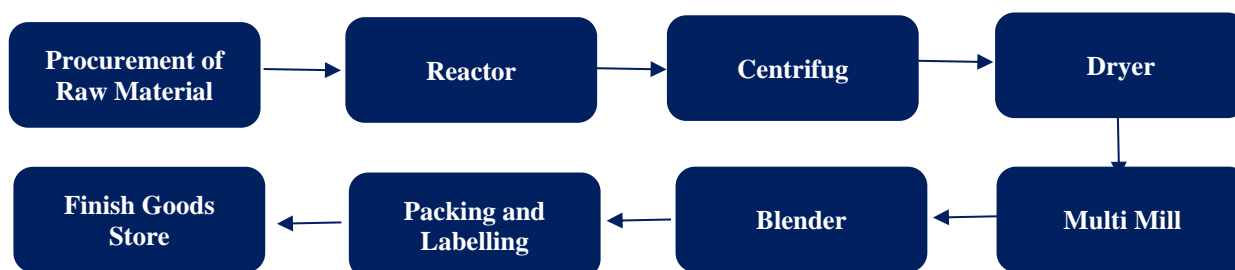 Procurement of
Raw Material
Reactor
Centrifug
Dryer
Finish Goods
Store
Packing and
Labelling
Blender
Multi Mill